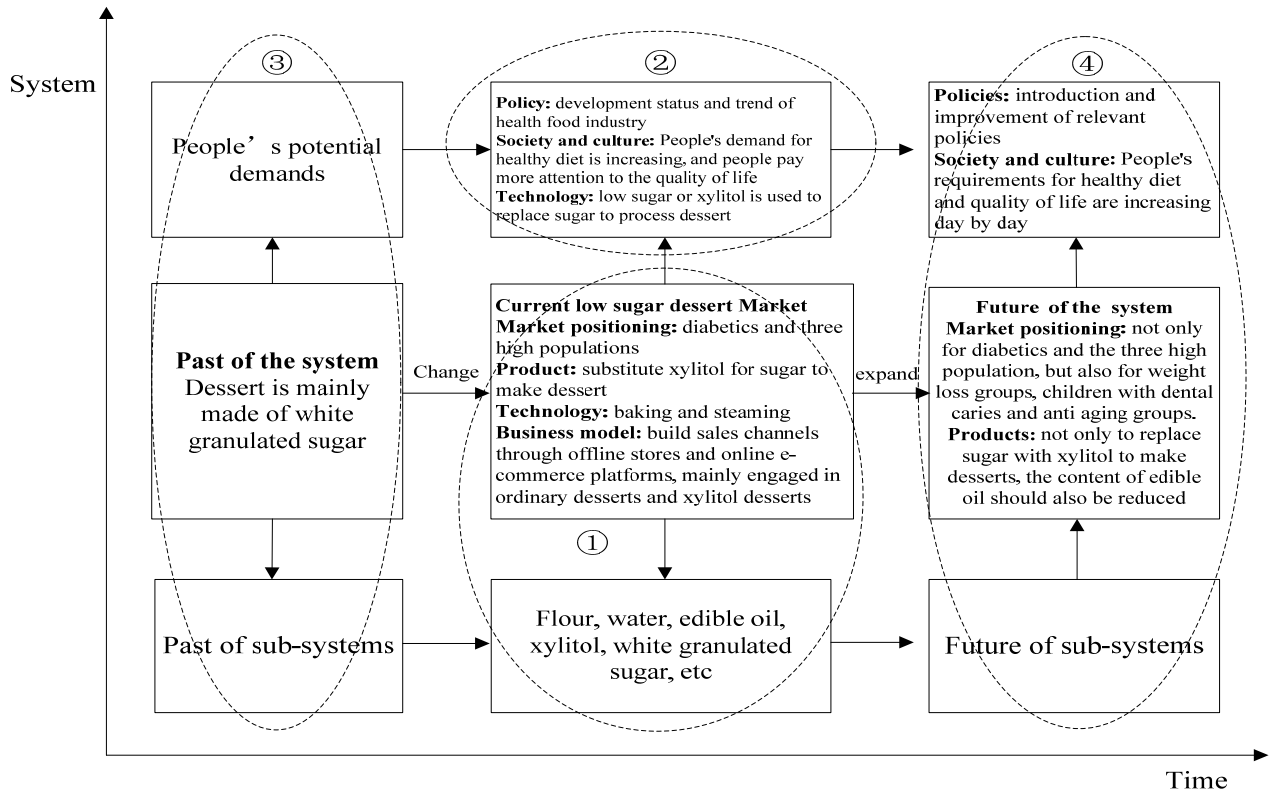 System
③
People's potential
demands
②
Policy: development status and trend of
health food industry
Society and culture: People's demand for
healthy diet is increasing, and people pay
more attention to the quality of life
Technology: low sugar or xylitol is used to
replace sugar to process dessert
④
Policies: introduction and
improvement of relevant
policies
Society and culture: People's
requirements for healthy diet
and quality of life are increasing
day by day
Past of the system
Dessert is mainly
made of white
granulated sugar
Change
Current low sugar dessert Market
Market positioning: diabetics and three
high populations
Product: substitute xylitol for sugar to
make dessert
Technology: baking and steaming
Business model: build sales channels
through offline stores and online e-
commerce platforms, mainly engaged in
ordinary desserts and xylitol desserts
expand
Future of the system
Market positioning: not only
for diabetics and the three high
population, but also for weight
loss groups, children with dental
caries and anti aging groups.
Products: not only to replace
sugar with xylitol to make
desserts, the content of edible
oil should also be reduced
①
Past of sub-systems
Flour, water, edible oil,
xylitol, white granulated
sugar, etc
Future of sub-systems
Time